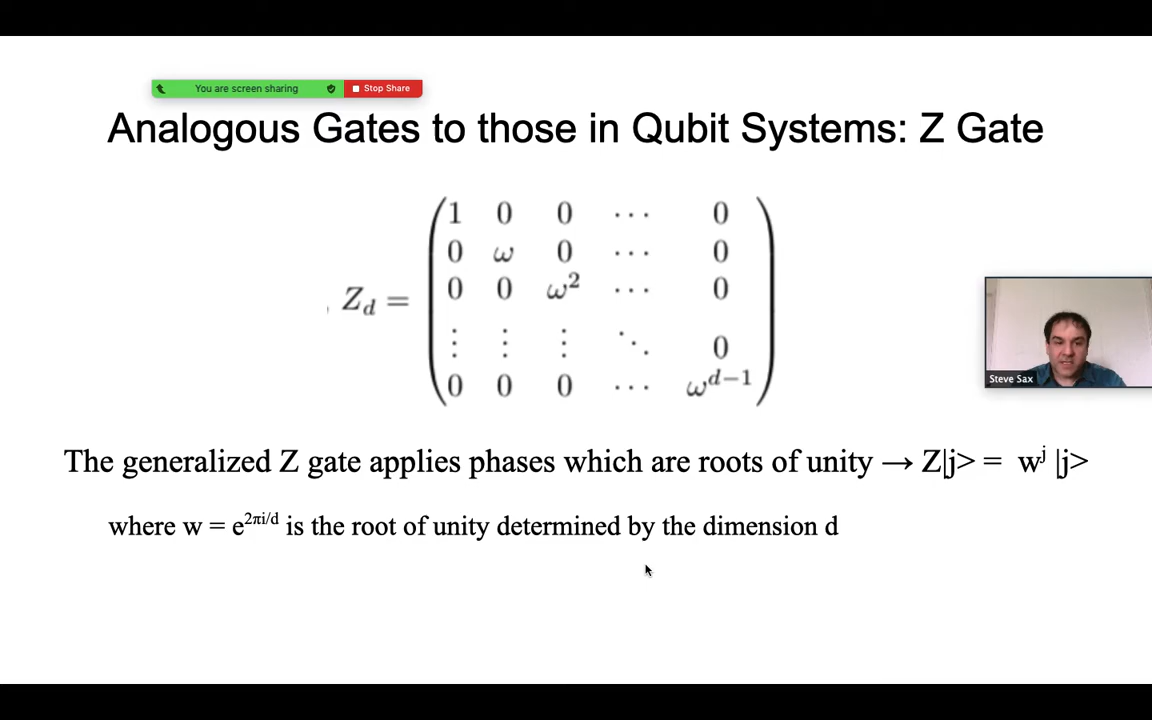 You are screen sharing Stop Share
Analogous Gates to those in Qubit Systems: Z Gate
1 0 0 ⋯ 0
0 ω 0 ⋯ 0
0 0 ω² ⋯ 0
Z_d =
⋮ ⋮ ⋮ ⋱ 0
0 0 0 ⋯ ω^{d−1}
Steve Sax
The generalized Z gate applies phases which are roots of unity → Z|j> = w^j |j>
where w = e^{2πi/d} is the root of unity determined by the dimension d